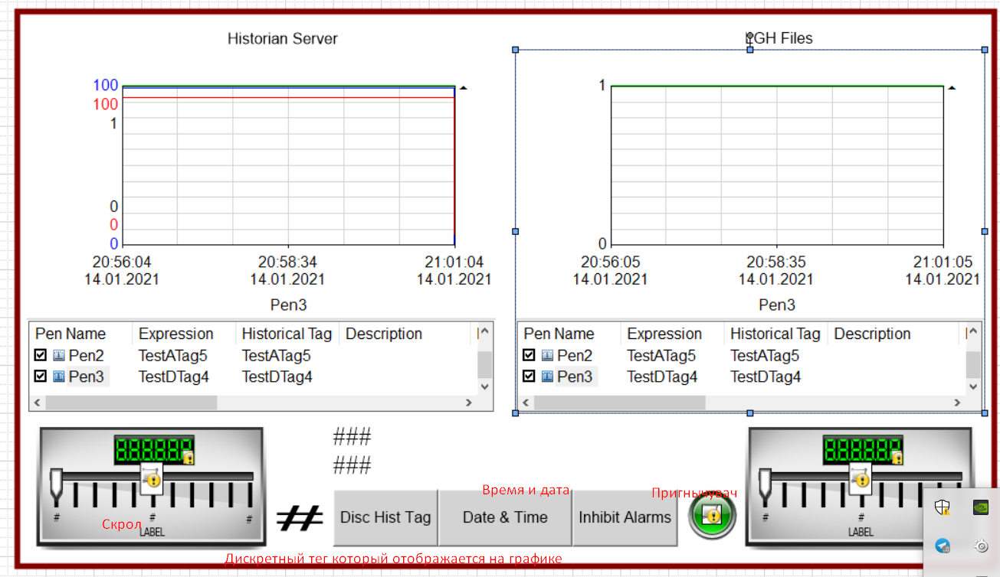 Historian Server
LGH Files
100
100
1
0
0
0
20:56:04 20:58:34 21:01:04
14.01.2021 14.01.2021 14.01.2021
Pen3
1
0
20:56:05 20:58:35 21:01:05
14.01.2021 14.01.2021 14.01.2021
Pen3
Pen Name Expression Historical Tag Description
Pen2 TestATag5 TestATag5
Pen3 TestDTag4 TestDTag4
Pen Name Expression Historical Tag Description
Pen2 TestATag5 TestATag5
Pen3 TestDTag4 TestDTag4
###
###
# # #
Скрол
LABEL
#
Время и дата
Пригнычувач
Disc Hist Tag Date & Time Inhibit Alarms
# #
LABEL
Дискретный тег который отображается на графике